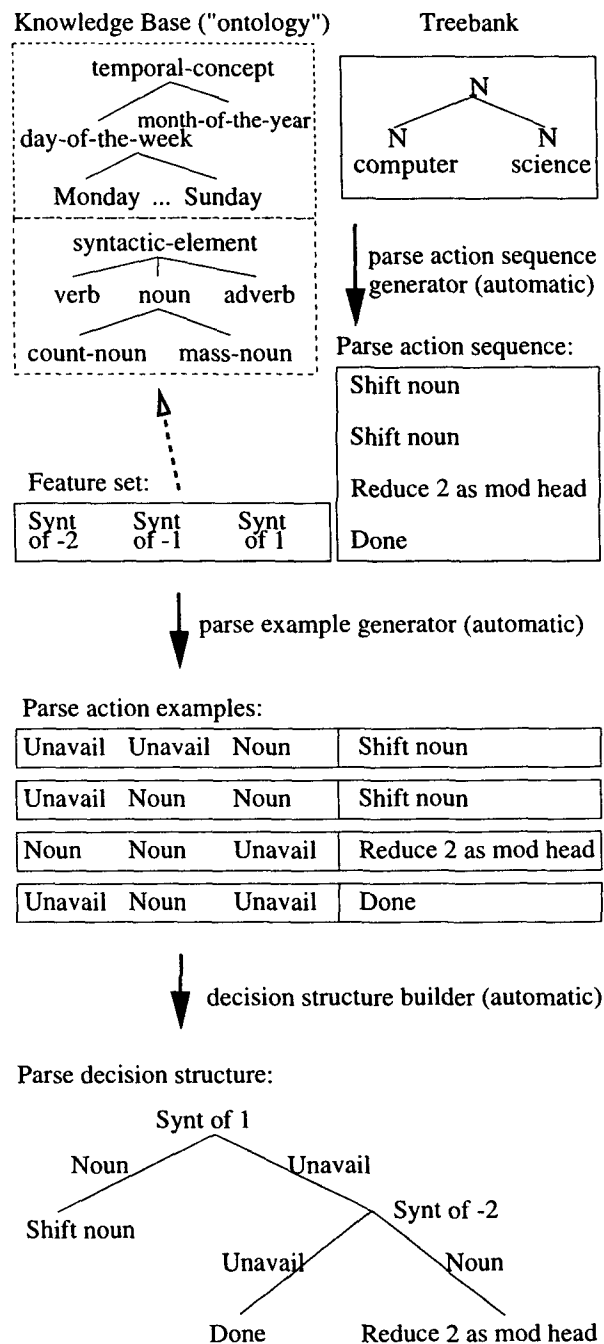 Knowledge Base ("ontology")
Treebank
temporal-concept
month-of-the-year
day-of-the-week
Monday ... Sunday
syntactic-element
verb noun adverb
count-noun mass-noun
N
N N
computer science
parse action sequence
generator (automatic)
Parse action sequence:
Shift noun
Shift noun
Reduce 2 as mod head
Done
Feature set:
Synt Synt Synt
of -2 of -1 of 1
parse example generator (automatic)
Parse action examples:
Unavail Unavail Noun Shift noun
Unavail Noun Noun Shift noun
Noun Noun Unavail Reduce 2 as mod head
Unavail Noun Unavail Done
decision structure builder (automatic)
Parse decision structure:
Synt of 1
Noun Unavail
Shift noun
Synt of -2
Unavail Noun
Done Reduce 2 as mod head